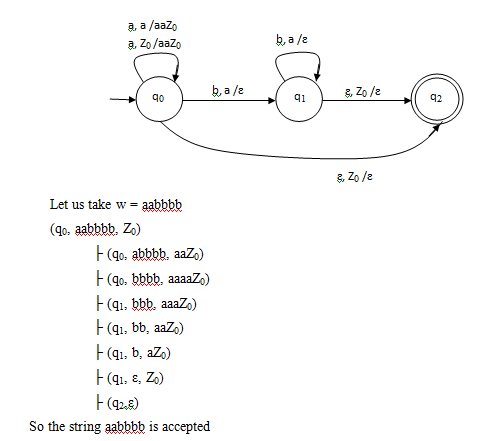 a, a /aaZ₀
a, Z₀ /aaZ₀
b, a /ε
q₀
b, a /ε
q₁
ε, Z₀ /ε
q₂
ε, Z₀ /ε
Let us take w = aabbbb
(q₀, aabbbb, Z₀)
├ (q₀, abbbb, aaZ₀)
├ (q₀, bbbb, aaaaZ₀)
├ (q₁, bbb, aaaZ₀)
├ (q₁, bb, aaZ₀)
├ (q₁, b, aZ₀)
├ (q₁, ε, Z₀)
├ (q₂,ε)
So the string aabbbb is accepted